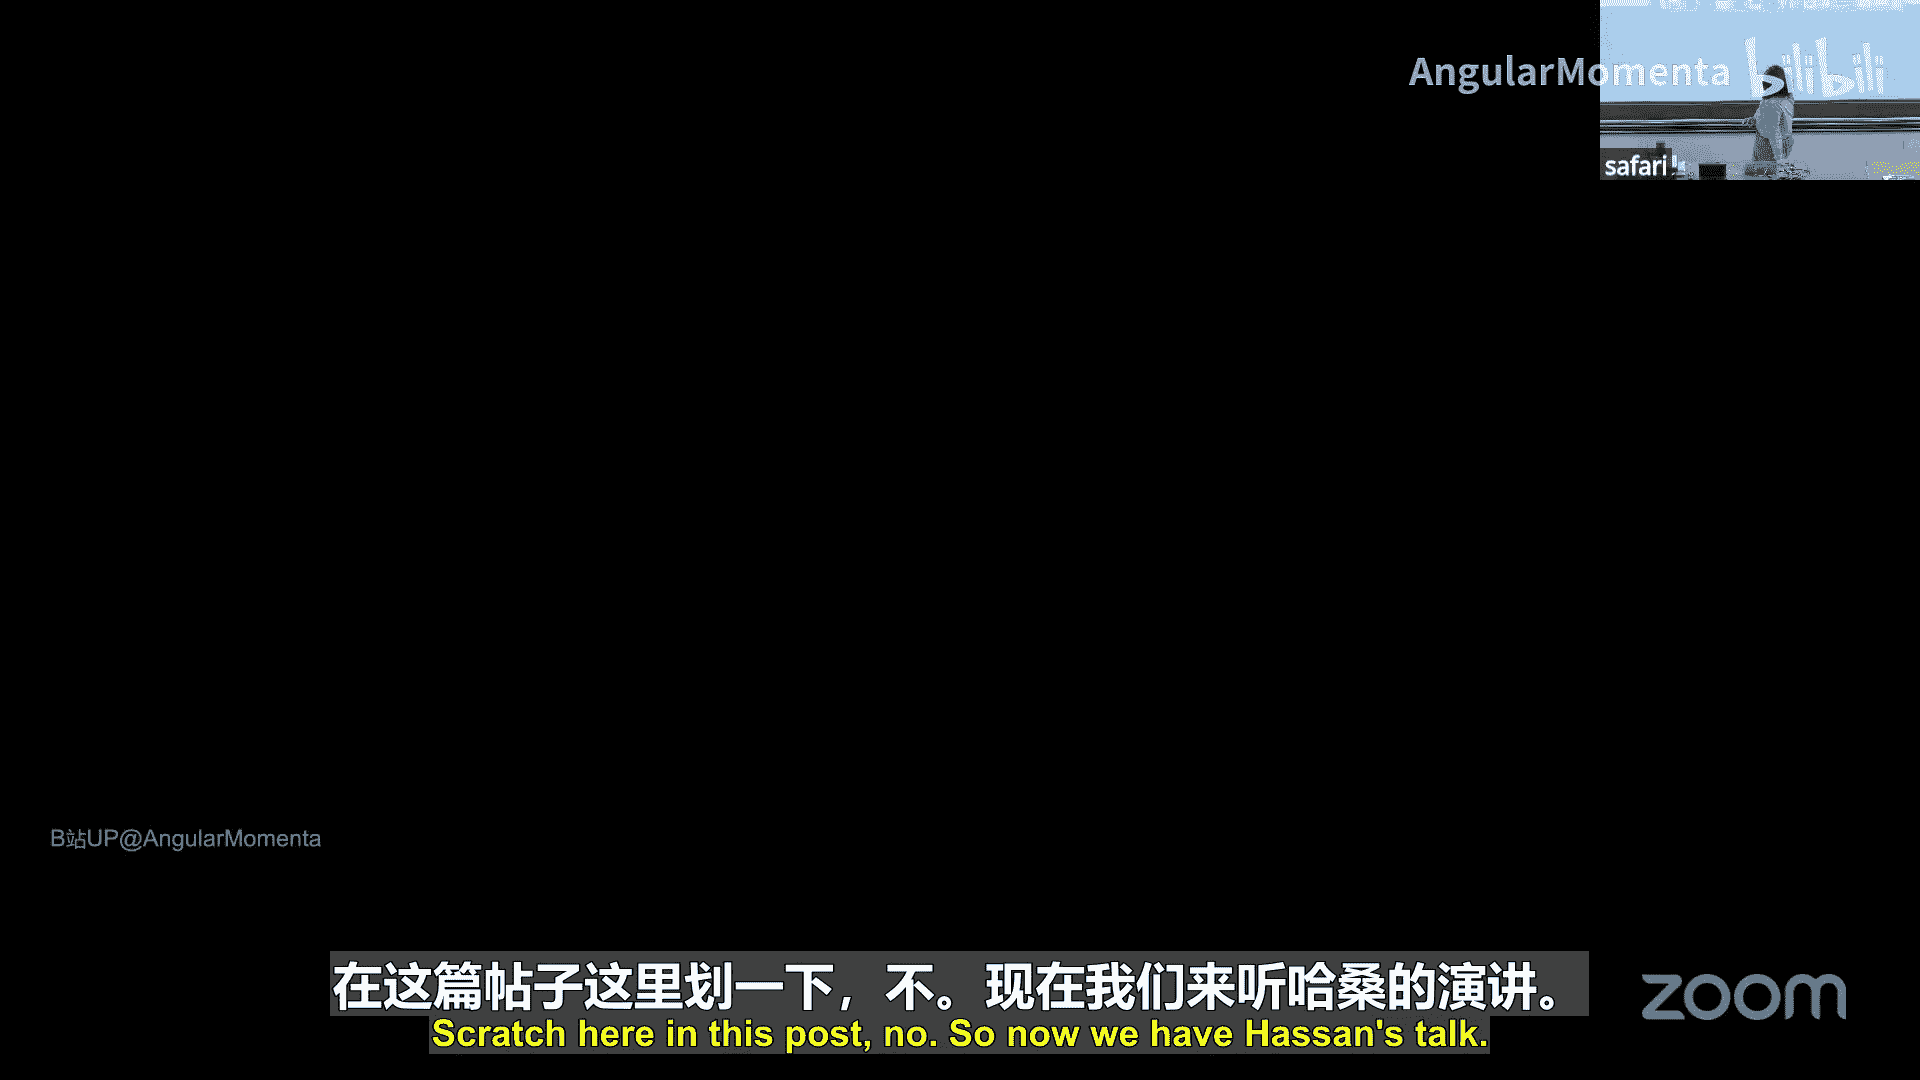 AngularMomenta bilibili
safari
B站UP@AngularMomenta
在这篇帖子这里划一下，不。现在我们来听哈桑的演讲。
Scratch here in this post, no. So now we have Hassan's talk.
zoom